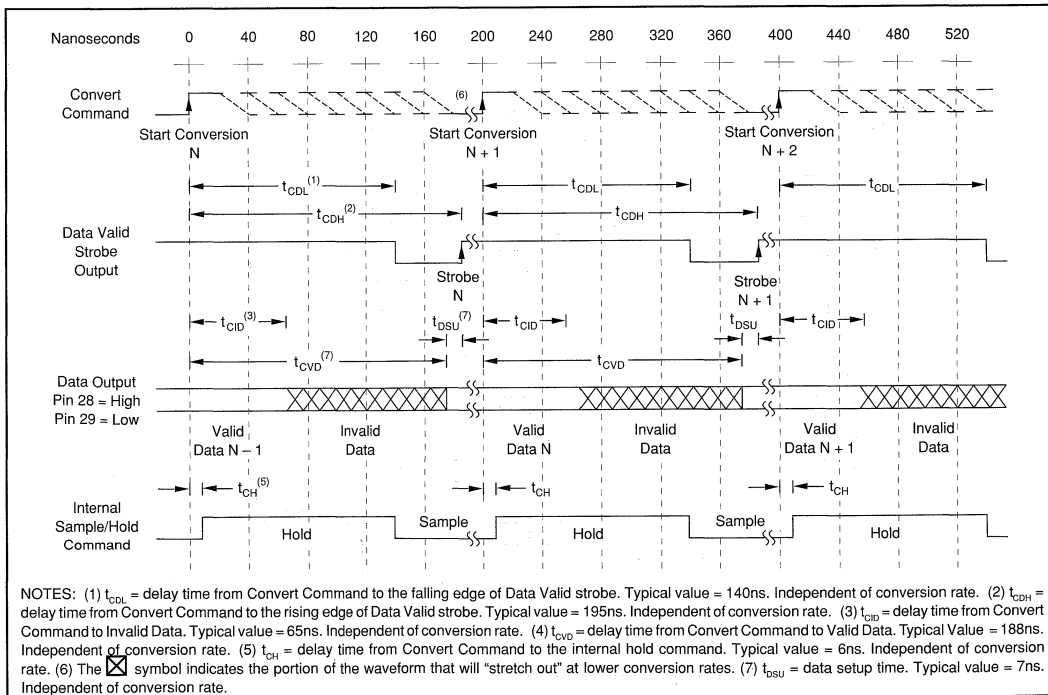 Nanoseconds 0 40 80 120 160 200 240 280 320 360 400 440 480 520
Convert Command
(6)
Start Conversion N
Start Conversion N + 1
Start Conversion N + 2
tCDL(1) tCDL tCDL
tCDH(2) tCDH
Data Valid Strobe Output
Strobe N
Strobe N + 1
tCID(3) tDSU(7) tCID tDSU tCID
tCVD(7) tCVD
Data Output
Pin 28 = High
Pin 29 = Low
Valid Data N – 1
Invalid Data
Valid Data N
Invalid Data
Valid Data N + 1
Invalid Data
tCH(5) tCH tCH
Internal Sample/Hold Command
Hold Sample Hold Sample Hold
NOTES: (1) tCDL = delay time from Convert Command to the falling edge of Data Valid strobe. Typical value = 140ns. Independent of conversion rate. (2) tCDH =
delay time from Convert Command to the rising edge of Data Valid strobe. Typical value = 195ns. Independent of conversion rate. (3) tCID = delay time from Convert
Command to Invalid Data. Typical value = 65ns. Independent of conversion rate. (4) tCVD = delay time from Convert Command to Valid Data. Typical Value = 188ns.
Independent of conversion rate. (5) tCH = delay time from Convert Command to the internal hold command. Typical value = 6ns. Independent of conversion
rate. (6) The symbol indicates the portion of the waveform that will “stretch out” at lower conversion rates. (7) tDSU = data setup time. Typical value = 7ns.
Independent of conversion rate.